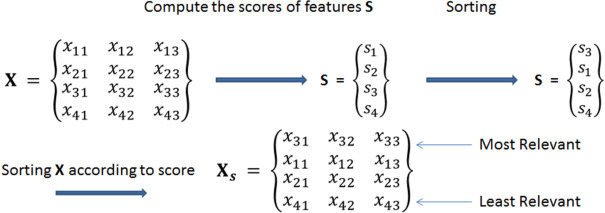 Compute the scores of features S Sorting
x11 x12 x13 s1 s3
X = x21 x22 x23 S = s2 S = s1
x31 x32 x33 s3 s2
x41 x42 x43 s4 s4
x31 x32 x33 Most Relevant
Sorting X according to score Xs = x11 x12 x13
x21 x22 x23
x41 x42 x43 Least Relevant